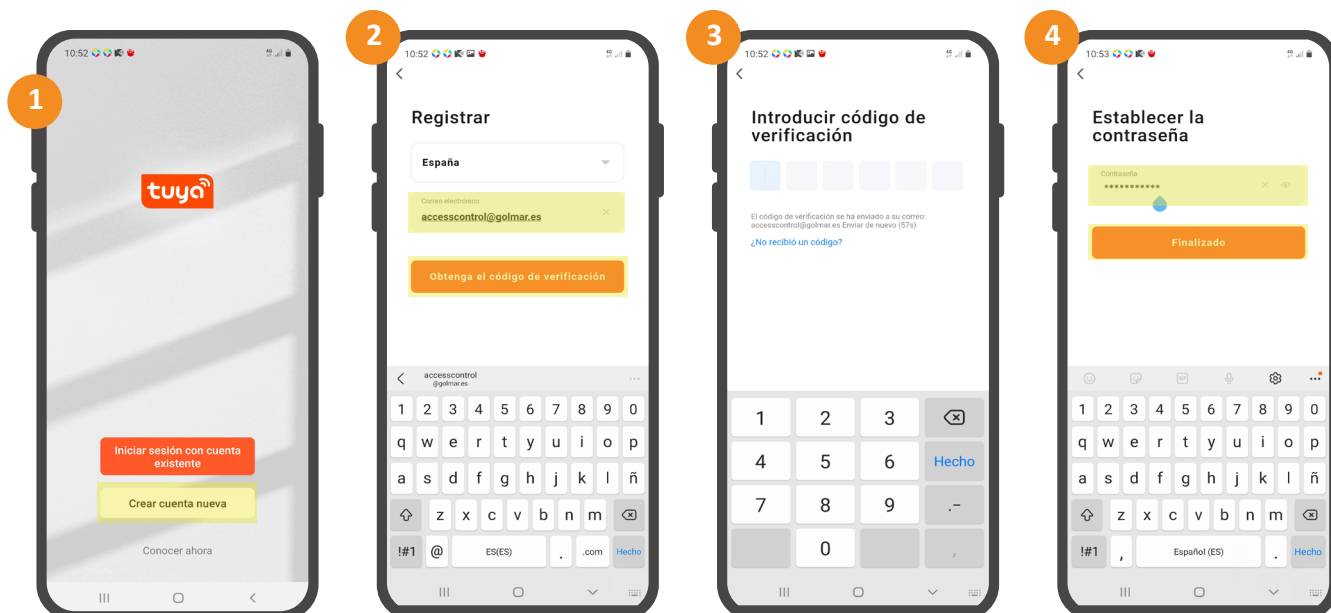 1
10:52
4G
tuya
Iniciar sesión con cuenta
existente
Crear cuenta nueva
Conocer ahora
2
10:52
4G
Registrar
España
Correo electrónico
accesscontrol@golmar.es
Obtenga el código de verificación
accesscontrol
@golmar.es
1 2 3 4 5 6 7 8 9 0
q w e r t y u i o p
a s d f g h j k l ñ
z x c v b n m
!#1 @ ES(ES) . .com Hecho
3
10:52
4G
Introducir código de
verificación
El código de verificación se ha enviado a su correo:
accesscontrol@golmar.es Enviar de nuevo (57s)
¿No recibió un código?
1 2 3
4 5 6 Hecho
7 8 9 .-
0 ,
4
10:53
4G
Establecer la
contraseña
Contraseña
***********
Finalizado
GIF
1 2 3 4 5 6 7 8 9 0
q w e r t y u i o p
a s d f g h j k l ñ
z x c v b n m
!#1 , Español (ES) . Hecho